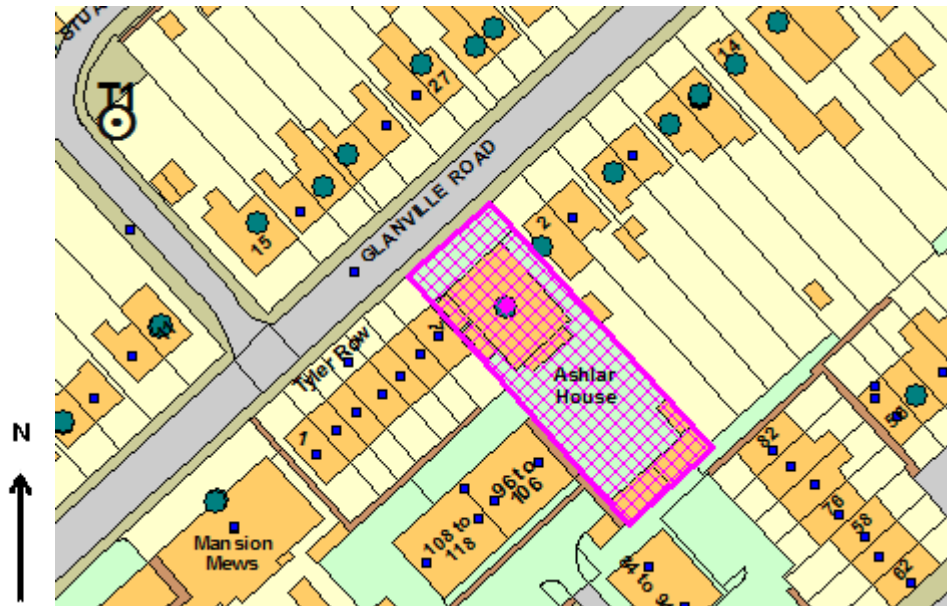 T1
27
14
GLANVILLE ROAD
15
2
Tyler Row
7
Ashlar
House
1
96 to
106
108 to
118
Mansion
Mews
82
76
58
62
N